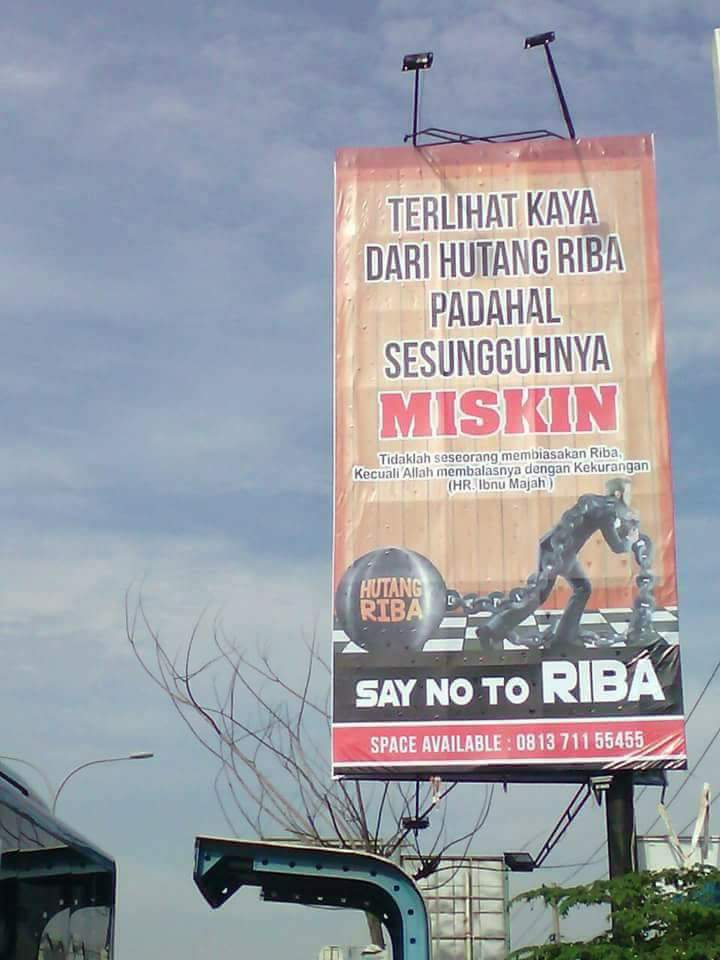 TERLIHAT KAYA
DARI HUTANG RIBA
PADAHAL
SESUNGGUHNYA
MISKIN
Tidaklah seseorang membiasakan Riba,
Kecuali Allah membalasnya dengan Kekurangan
(HR. Ibnu Majah )
HUTANG
RIBA
SAY NO TO RIBA
SPACE AVAILABLE : 0813 711 55455